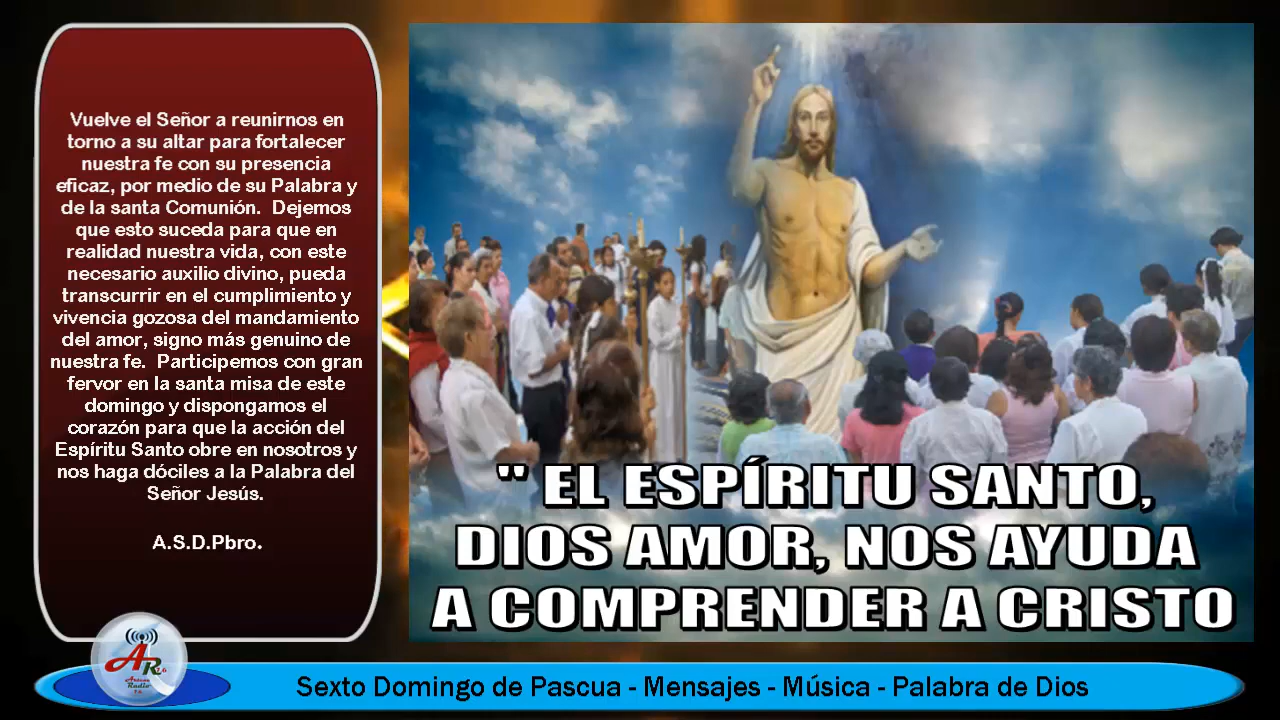 Vuelve el Señor a reunirnos en
torno a su altar para fortalecer
nuestra fe con su presencia
eficaz, por medio de su Palabra y
de la santa Comunión. Dejemos
que esto suceda para que en
realidad nuestra vida, con este
necesario auxilio divino, pueda
transcurrir en el cumplimiento y
vivencia gozosa del mandamiento
del amor, signo más genuino de
nuestra fe. Participemos con gran
fervor en la santa misa de este
domingo y dispongamos el
corazón para que la acción del
Espíritu Santo obre en nosotros y
nos haga dóciles a la Palabra del
Señor Jesús.
A.S.D.Pbro.
" EL ESPÍRITU SANTO,
DIOS AMOR, NOS AYUDA
A COMPRENDER A CRISTO
AR
Radio
Sexto Domingo de Pascua - Mensajes - Música - Palabra de Dios